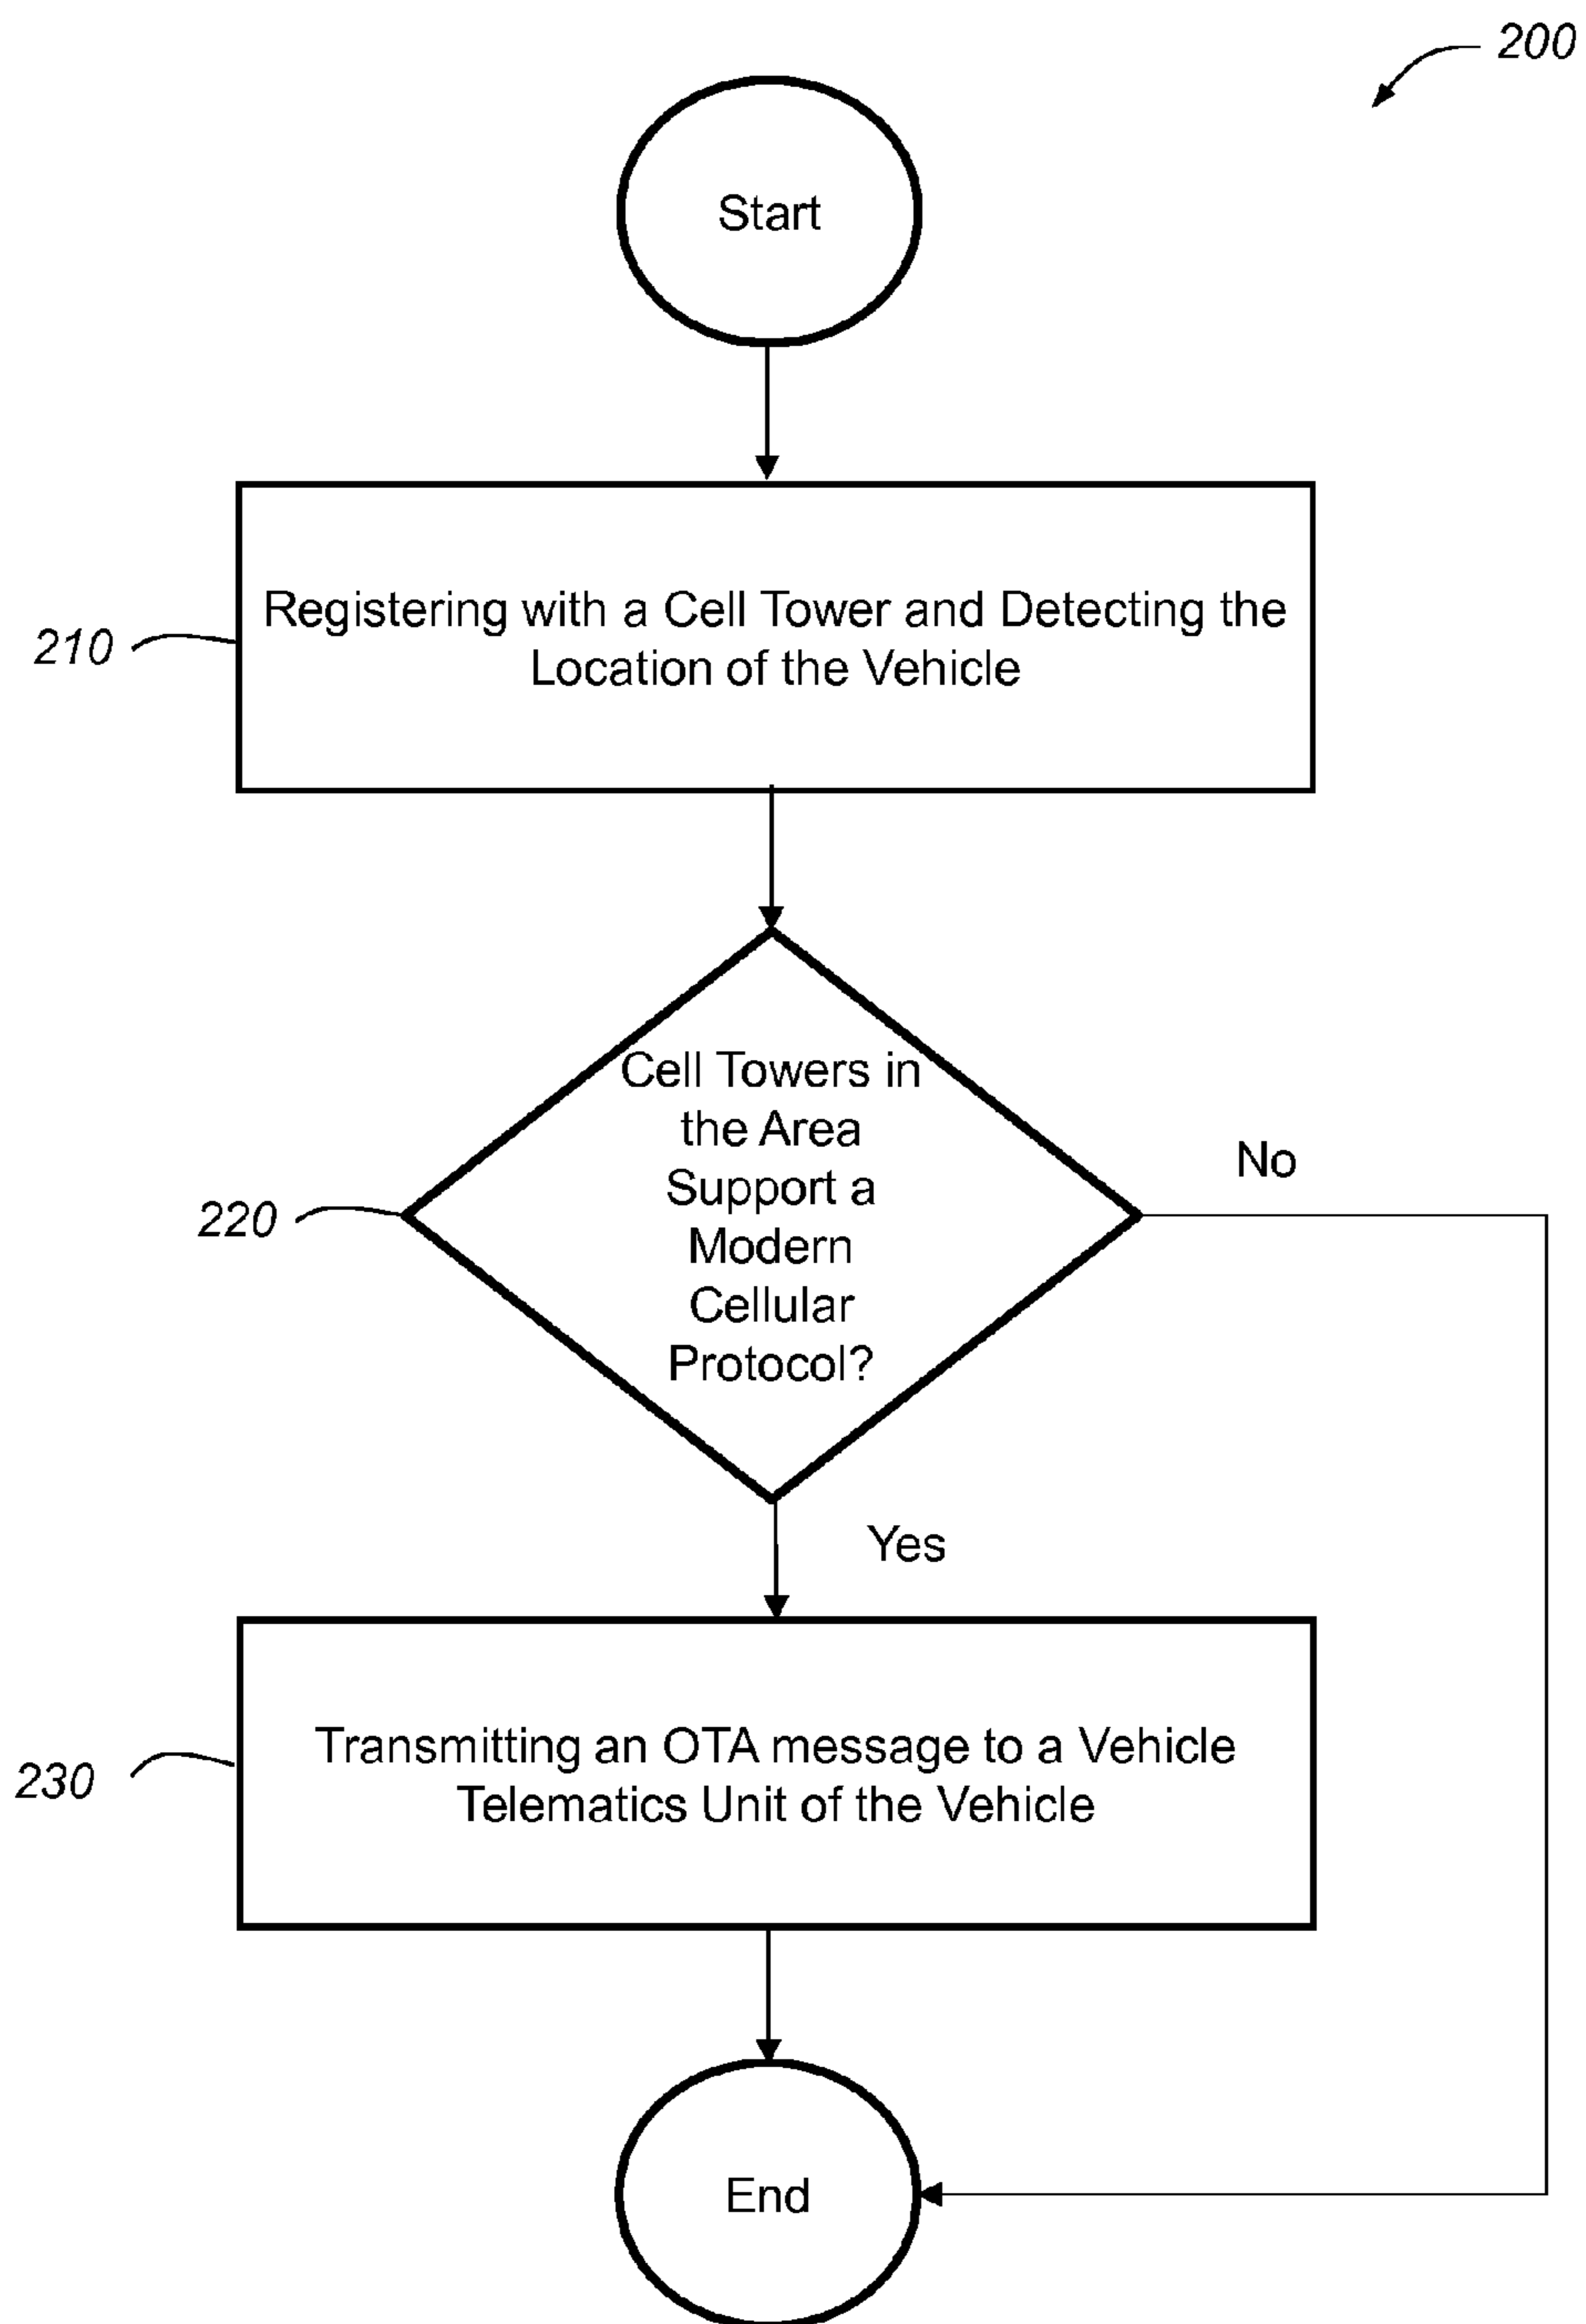 200
Start
210
Registering with a Cell Tower and Detecting the
Location of the Vehicle
220
Cell Towers in
the Area
Support a
Modern
Cellular
Protocol?
No
Yes
230
Transmitting an OTA message to a Vehicle
Telematics Unit of the Vehicle
End